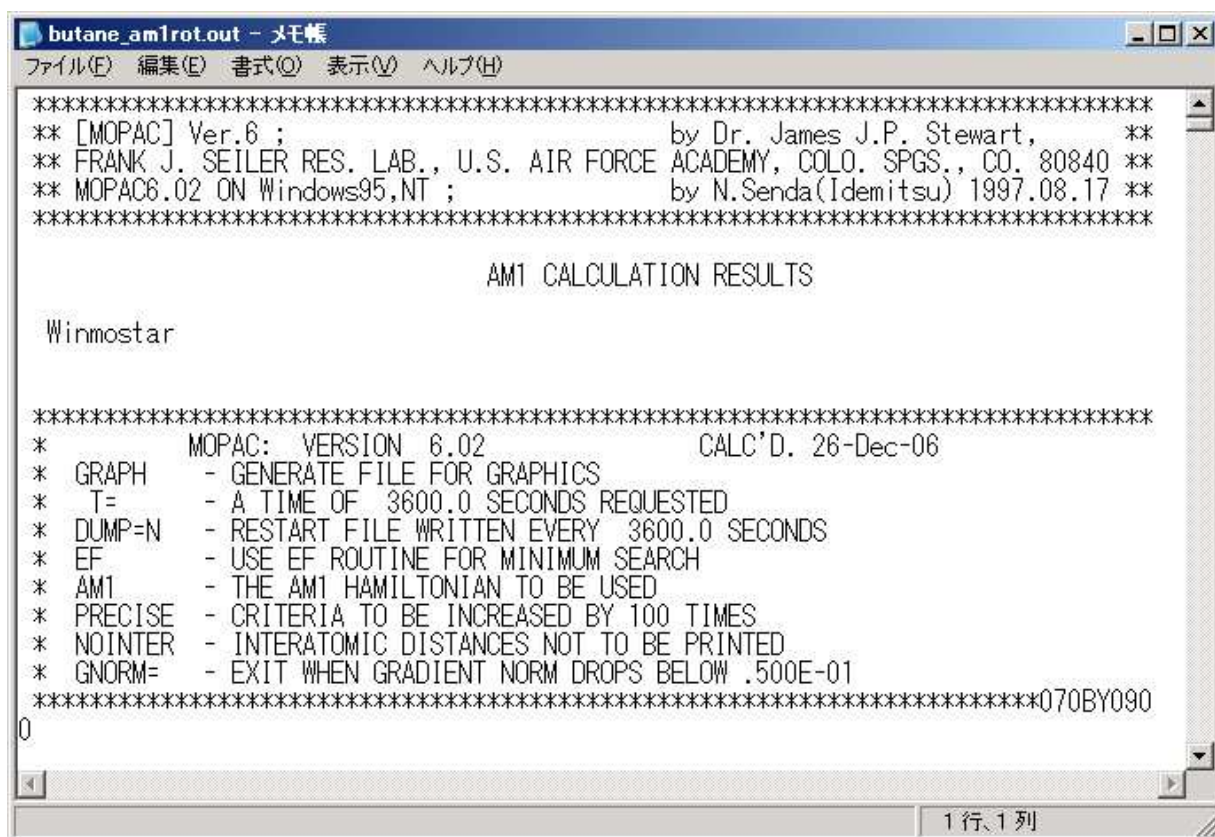 butane_am1rot.out - メモ帳
ファイル(F) 編集(E) 書式(O) 表示(V) ヘルプ(H)
******************************************************************************
** [MOPAC] Ver.6 ; by Dr. James J.P. Stewart, **
** FRANK J. SEILER RES. LAB., U.S. AIR FORCE ACADEMY, COLO. SPGS., CO. 80840 **
** MOPAC6.02 ON Windows95,NT ; by N.Senda(Idemitsu) 1997.08.17 **
******************************************************************************
AM1 CALCULATION RESULTS
Winmostar
******************************************************************************
* MOPAC: VERSION 6.02 CALC'D. 26-Dec-06
* GRAPH - GENERATE FILE FOR GRAPHICS
* T= - A TIME OF 3600.0 SECONDS REQUESTED
* DUMP=N - RESTART FILE WRITTEN EVERY 3600.0 SECONDS
* EF - USE EF ROUTINE FOR MINIMUM SEARCH
* AM1 - THE AM1 HAMILTONIAN TO BE USED
* PRECISE - CRITERIA TO BE INCREASED BY 100 TIMES
* NOINTER - INTERATOMIC DISTANCES NOT TO BE PRINTED
* GNORM= - EXIT WHEN GRADIENT NORM DROPS BELOW .500E-01
**********************************************************************070BY090
0
1 行、1 列